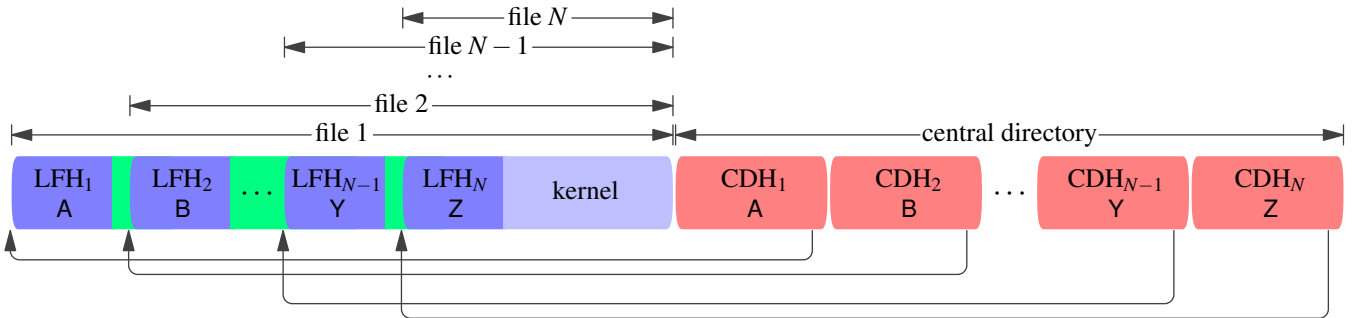 file N
file N − 1
...
file 2
file 1 central directory
LFH₁ LFH₂ ... LFHN−1 LFHN kernel CDH₁ CDH₂ ... CDHN−1 CDHN
A B Y Z A B Y Z